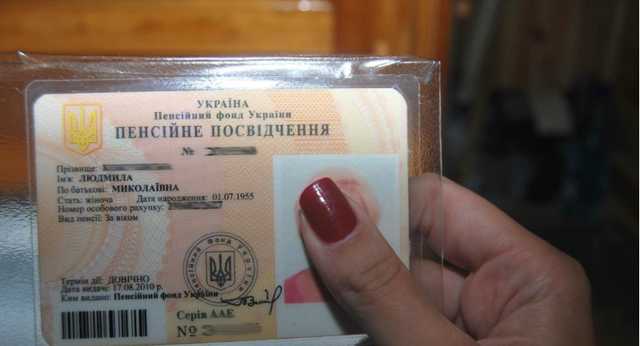 УКРАЇНА
Пенсійний фонд України
ПЕНСІЙНЕ ПОСВІДЧЕННЯ
№
Прізвище:
Ім'я: ЛЮДМИЛА
По батькові: МИКОЛАЇВНА
Стать: жіноча Дата народження: 01.07.1955
Номер особового рахунку:
Вид пенсії: За віком
Термін дії: ДОВІЧНО
Дата видачі: 17.08.2010 р.
Ким видано: Пенсійний фонд України
Серія ААЕ
№